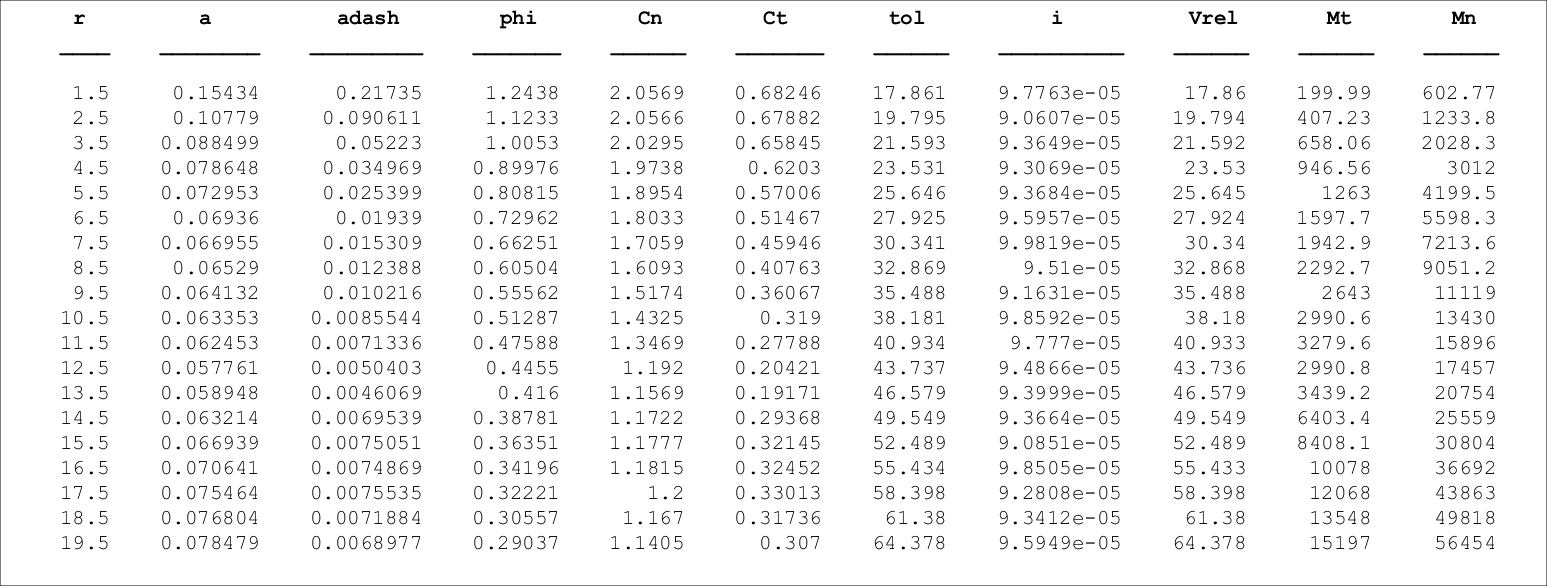 r a adash phi Cn Ct tol i Vrel Mt Mn
1.5 0.15434 0.21735 1.2438 2.0569 0.68246 17.861 9.7763e-05 17.86 199.99 602.77
2.5 0.10779 0.090611 1.1233 2.0566 0.67882 19.795 9.0607e-05 19.794 407.23 1233.8
3.5 0.088499 0.05223 1.0053 2.0295 0.65845 21.593 9.3649e-05 21.592 658.06 2028.3
4.5 0.078648 0.034969 0.89976 1.9738 0.6203 23.531 9.3069e-05 23.53 946.56 3012
5.5 0.072953 0.025399 0.80815 1.8954 0.57006 25.646 9.3684e-05 25.645 1263 4199.5
6.5 0.06936 0.01939 0.72962 1.8033 0.51467 27.925 9.5957e-05 27.924 1597.7 5598.3
7.5 0.066955 0.015309 0.66251 1.7059 0.45946 30.341 9.9819e-05 30.34 1942.9 7213.6
8.5 0.06529 0.012388 0.60504 1.6093 0.40763 32.869 9.51e-05 32.868 2292.7 9051.2
9.5 0.064132 0.010216 0.55562 1.5174 0.36067 35.488 9.1631e-05 35.488 2643 11119
10.5 0.063353 0.0085544 0.51287 1.4325 0.319 38.181 9.8592e-05 38.18 2990.6 13430
11.5 0.062453 0.0071336 0.47588 1.3469 0.27788 40.934 9.777e-05 40.933 3279.6 15896
12.5 0.057761 0.0050403 0.4455 1.192 0.20421 43.737 9.4866e-05 43.736 2990.8 17457
13.5 0.058948 0.0046069 0.416 1.1569 0.19171 46.579 9.3999e-05 46.579 3439.2 20754
14.5 0.063214 0.0069539 0.38781 1.1722 0.29368 49.549 9.3664e-05 49.549 6403.4 25559
15.5 0.066939 0.0075051 0.36351 1.1777 0.32145 52.489 9.0851e-05 52.489 8408.1 30804
16.5 0.070641 0.0074869 0.34196 1.1815 0.32452 55.434 9.8505e-05 55.433 10078 36692
17.5 0.075464 0.0075535 0.32221 1.2 0.33013 58.398 9.2808e-05 58.398 12068 43863
18.5 0.076804 0.0071884 0.30557 1.167 0.31736 61.38 9.3412e-05 61.38 13548 49818
19.5 0.078479 0.0068977 0.29037 1.1405 0.307 64.378 9.5949e-05 64.378 15197 56454